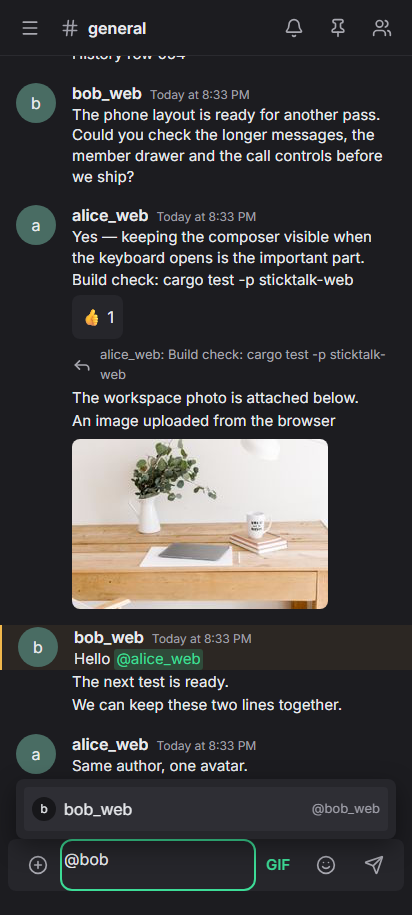 # general
b
bob_web Today at 8:33 PM
The phone layout is ready for another pass.
Could you check the longer messages, the
member drawer and the call controls before
we ship?
a
alice_web Today at 8:33 PM
Yes — keeping the composer visible when
the keyboard opens is the important part.
Build check: cargo test -p sticktalk-web
👍 1
alice_web: Build check: cargo test -p sticktalk-
web
The workspace photo is attached below.
An image uploaded from the browser
b
bob_web Today at 8:33 PM
Hello @alice_web
The next test is ready.
We can keep these two lines together.
a
alice_web Today at 8:33 PM
Same author, one avatar.
b bob_web @bob_web
@bob GIF